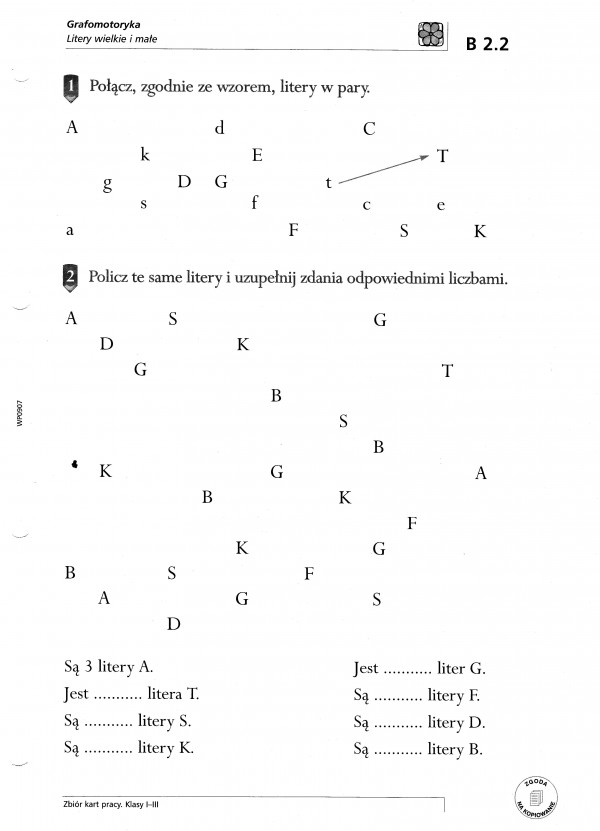 Grafomotoryka
Litery wielkie i małe
B 2.2
1 Połącz, zgodnie ze wzorem, litery w pary.
A d C
k E T
g D G t
s f c e
a F S K
2 Policz te same litery i uzupełnij zdania odpowiednimi liczbami.
A S G
D K
G T
B
S
B
K G A
B K
F
K G
B S F
A G S
D
WP0907
Są 3 litery A. Jest ........... liter G.
Jest ........... litera T. Są ........... litery F.
Są ........... litery S. Są ........... litery D.
Są ........... litery K. Są ........... litery B.
Zbiór kart pracy. Klasy I–III
ZGODA
NA KOPIOWANIE